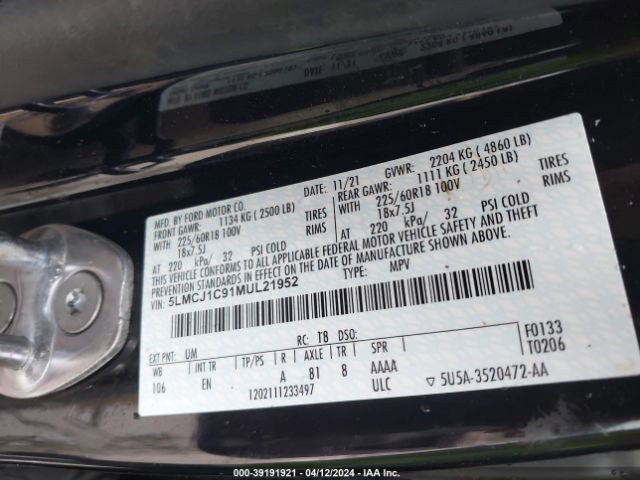 MFD. BY FORD MOTOR CO.
DATE: 11/21
GVWR: 2204 KG ( 4860 LB)
FRONT GAWR: 1134 KG ( 2500 LB)
REAR GAWR: 1111 KG ( 2450 LB)
WITH 225/60R18 100V TIRES
WITH 225/60R18 100V TIRES
18x7.5J RIMS
18x7.5J RIMS
AT 220 kPa/ 32 PSI COLD
AT 220 kPa/ 32 PSI COLD
THIS VEHICLE CONFORMS TO ALL APPLICABLE FEDERAL MOTOR VEHICLE SAFETY AND THEFT
PREVENTION STANDARDS IN EFFECT ON THE DATE OF MANUFACTURE SHOWN ABOVE.
VIN: 5LMCJ1C91MUL21952
TYPE: MPV
F0133
T0206
EXT PNT: UM RC: T8 DSO:
WB INT TR TP/PS R AXLE TR SPR
106 EN A 81 8 AAAA
1202111233497 ULC
5U5A-3520472-AA
000-39191921 - 04/12/2024 - IAA Inc.